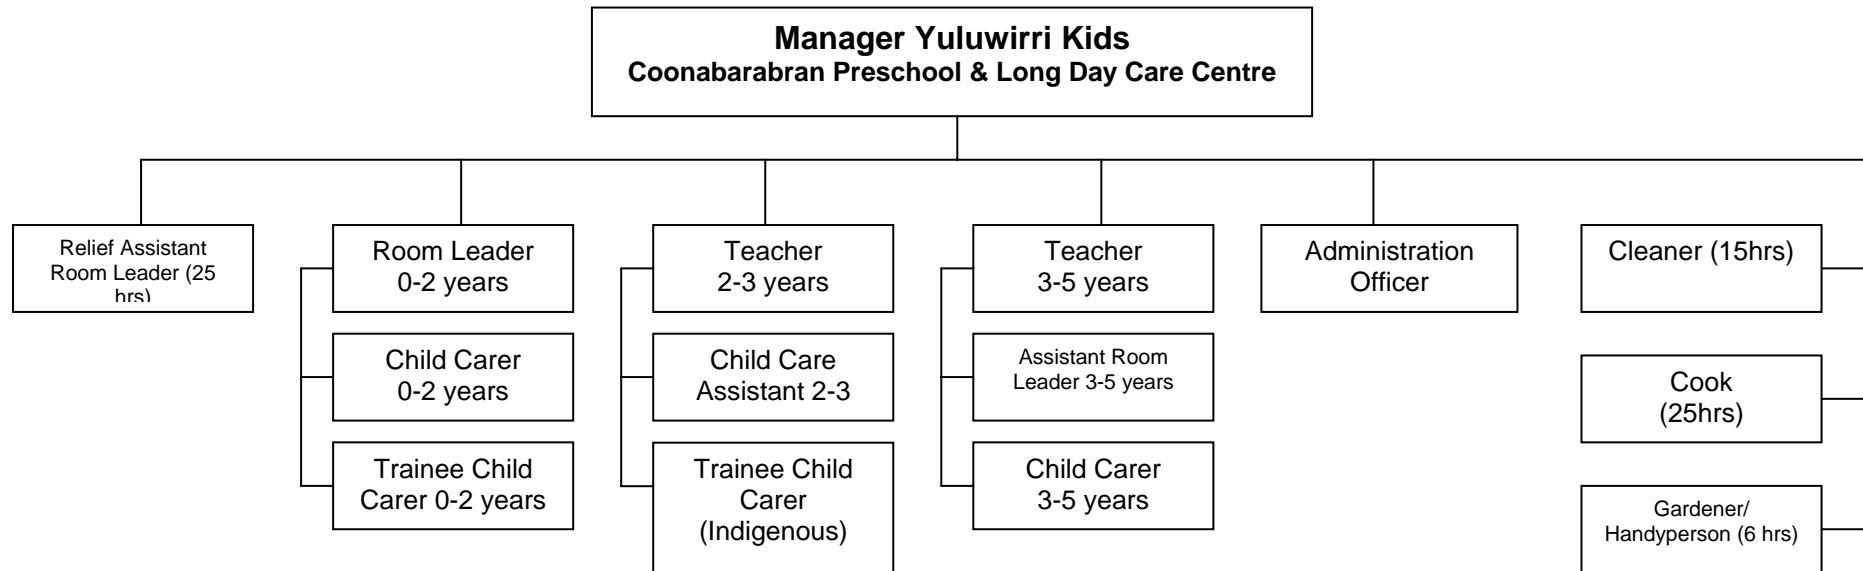 Manager Yuluwirri Kids
Coonabarabran Preschool & Long Day Care Centre
Relief Assistant
Room Leader (25
hrs)
Room Leader
0-2 years
Child Carer
0-2 years
Trainee Child
Carer 0-2 years
Teacher
2-3 years
Child Care
Assistant 2-3
Trainee Child
Carer
(Indigenous)
Teacher
3-5 years
Assistant Room
Leader 3-5 years
Child Carer
3-5 years
Administration
Officer
Cleaner (15hrs)
Cook
(25hrs)
Gardener/
Handyperson (6 hrs)